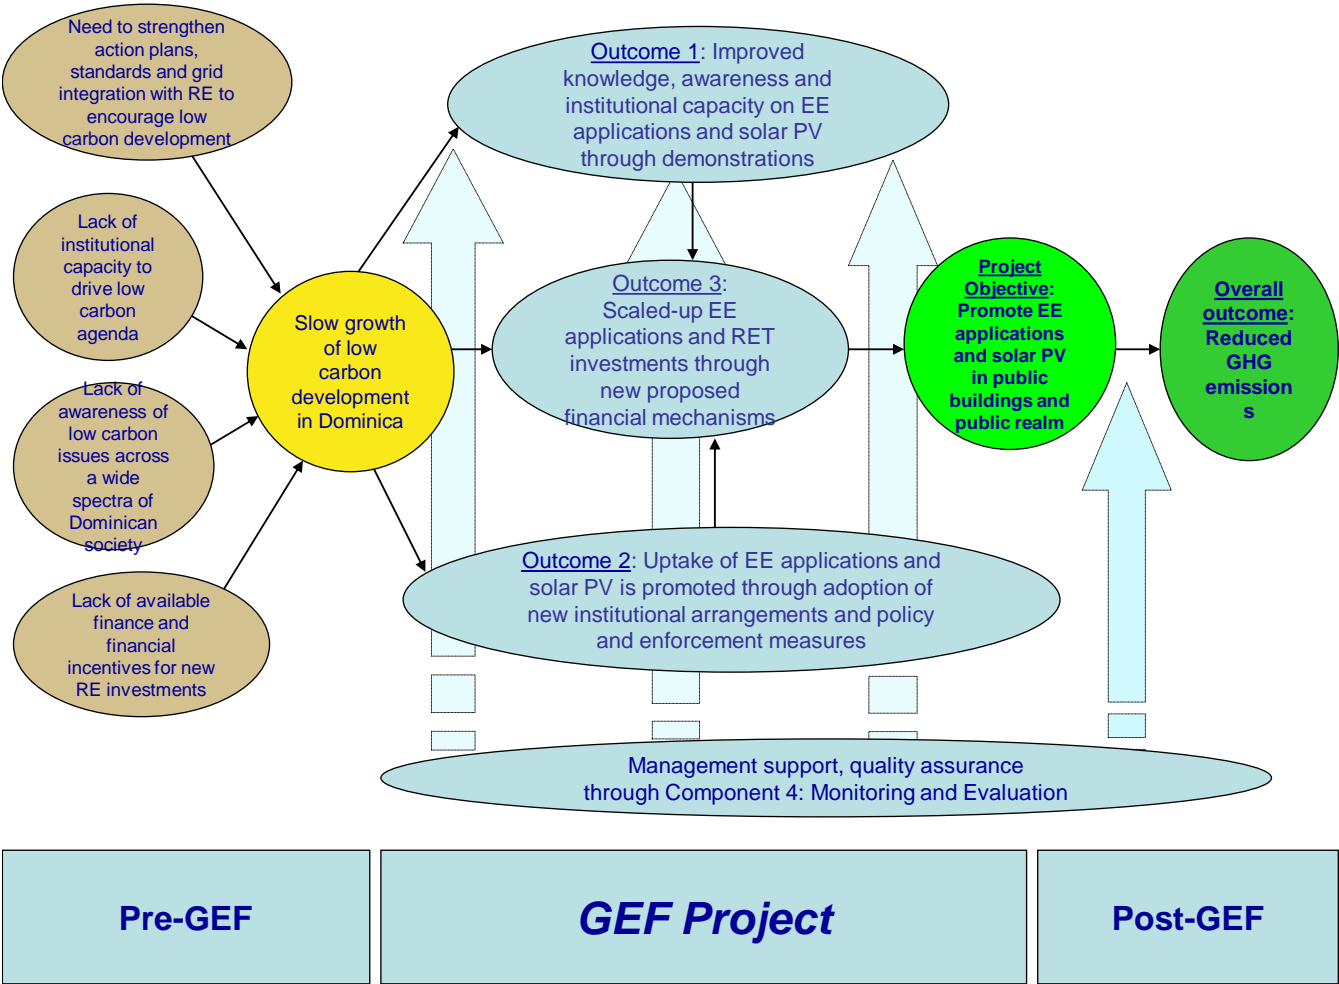 Need to strengthen
action plans,
standards and grid
integration with RE to
encourage low
carbon development
Lack of
institutional
capacity to
drive low
carbon
agenda
Lack of
awareness of
low carbon
issues across
a wide
spectra of
Dominican
society
Lack of available
finance and
financial
incentives for new
RE investments
Slow growth
of low
carbon
development
in Dominica
Outcome 1: Improved
knowledge, awareness and
institutional capacity on EE
applications and solar PV
through demonstrations
Outcome 3:
Scaled-up EE
applications and RET
investments through
new proposed
financial mechanisms
Outcome 2: Uptake of EE applications and
solar PV is promoted through adoption of
new institutional arrangements and policy
and enforcement measures
Project
Objective:
Promote EE
applications
and solar PV
in public
buildings and
public realm
Overall
outcome:
Reduced
GHG
emission
s
Management support, quality assurance
through Component 4: Monitoring and Evaluation
Pre-GEF
GEF Project
Post-GEF